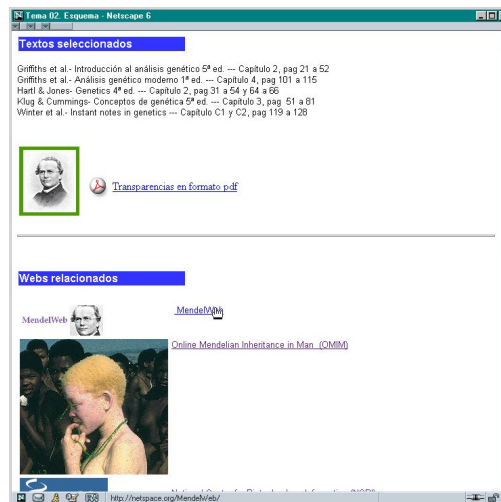 Tema 02. Esquema - Netscape 6
Textos seleccionados
Griffiths et al.- Introducción al análisis genético 5ª ed. --- Capítulo 2, pag 21 a 52
Griffiths et al.- Análisis genético moderno 1ª ed. --- Capítulo 4, pag 101 a 115
Hartl & Jones- Genetics 4ª ed. --- Capítulo 2, pag 31 a 54 y 64 a 66
Klug & Cummings- Conceptos de genética 5ª ed. --- Capítulo 3, pag 51 a 81
Winter et al.- Instant notes in genetics --- Capítulo C1 y C2, pag 119 a 128
Transparencias en formato pdf
Webs relacionados
MendelWeb
MendelWeb
Online Mendelian Inheritance in Man (OMIM)
http://netspace.org/MendelWeb/